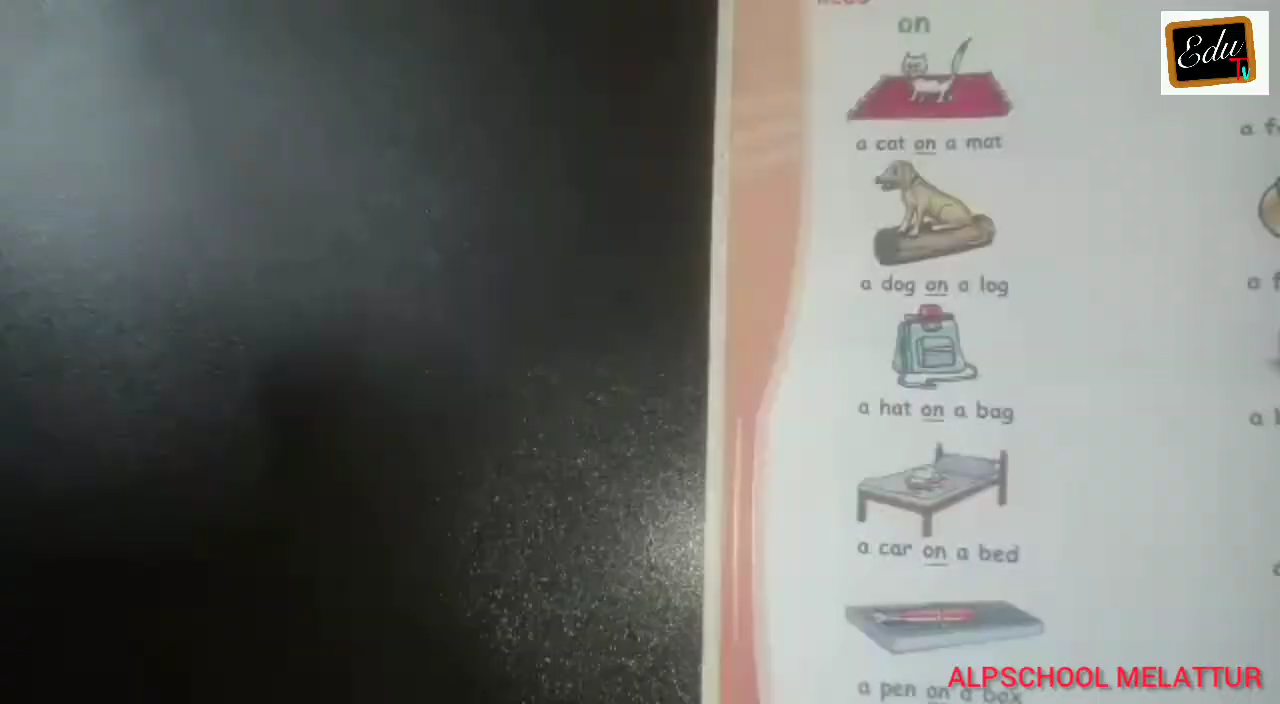 on
a cat on a mat
a dog on a log
a hat on a bag
a car on a bed
a pen on a box
Edu
Tv
ALPSCHOOL MELATTUR